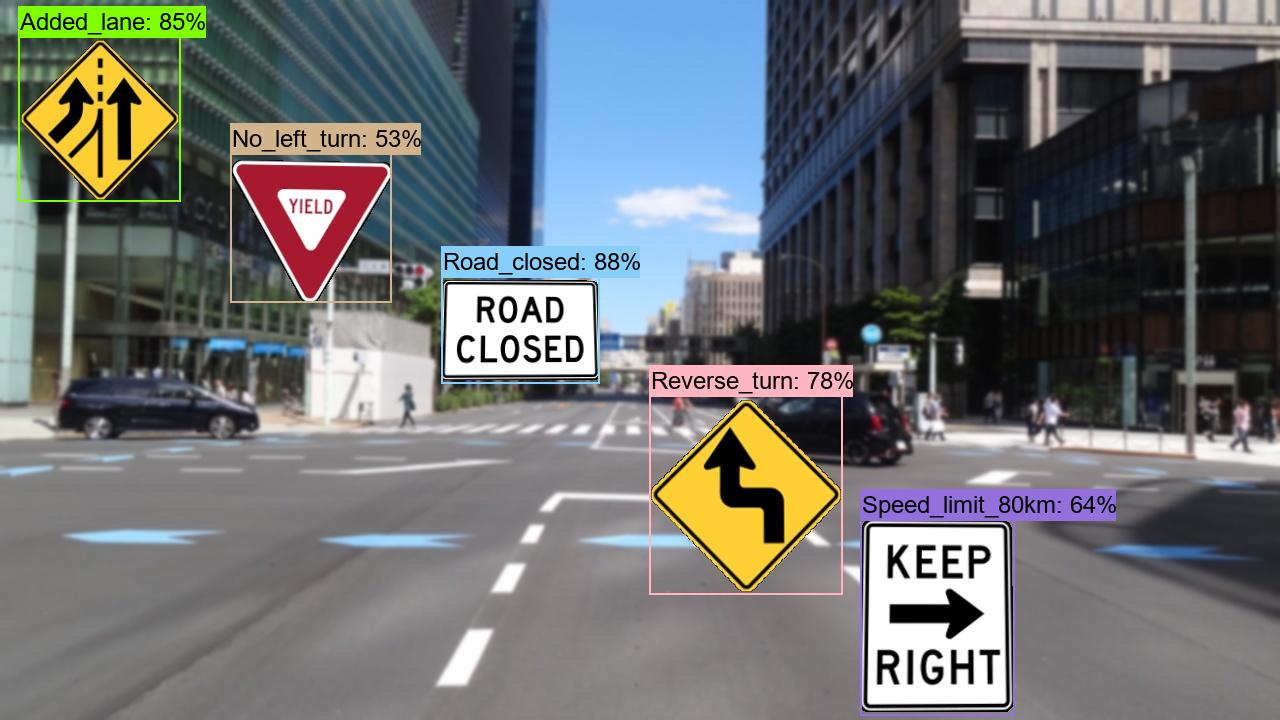 Added_lane: 85%
No_left_turn: 53%
YIELD
Road_closed: 88%
ROAD
CLOSED
Reverse_turn: 78%
Speed_limit_80km: 64%
KEEP
RIGHT